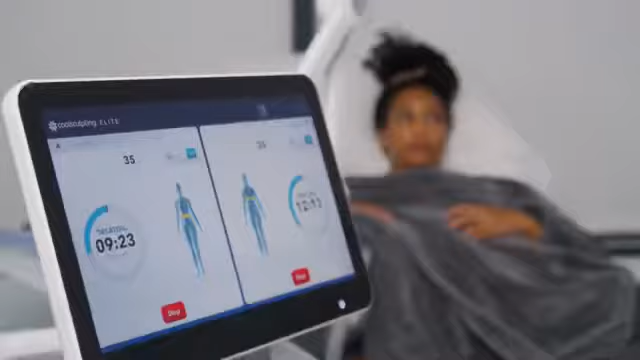 coolsculpting ELITE
A
35
35
TREATING
09:23
12:13
Stop
Stop